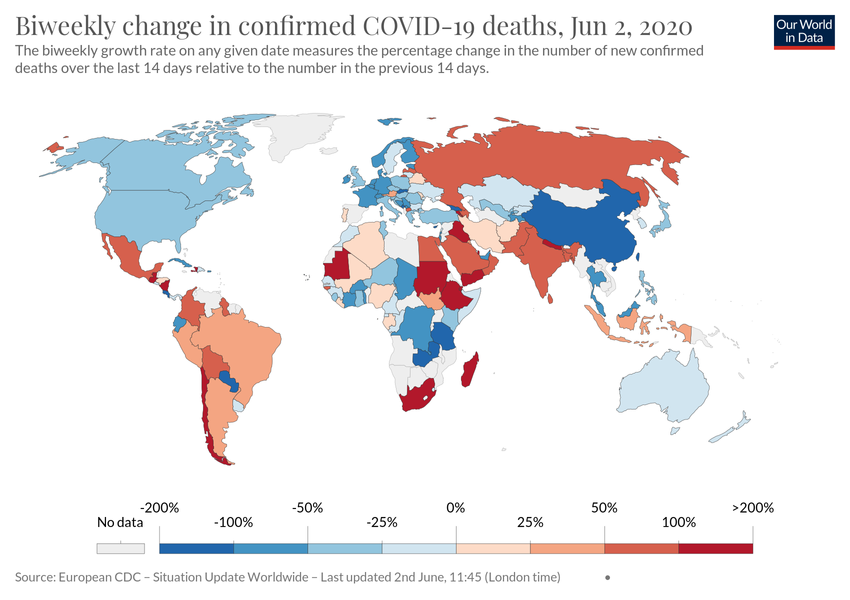 Biweekly change in confirmed COVID-19 deaths, Jun 2, 2020
Our World
in Data
The biweekly growth rate on any given date measures the percentage change in the number of new confirmed
deaths over the last 14 days relative to the number in the previous 14 days.
-200% -50% 0% 50% >200%
No data -100% -25% 25% 100%
Source: European CDC – Situation Update Worldwide – Last updated 2nd June, 11:45 (London time) •